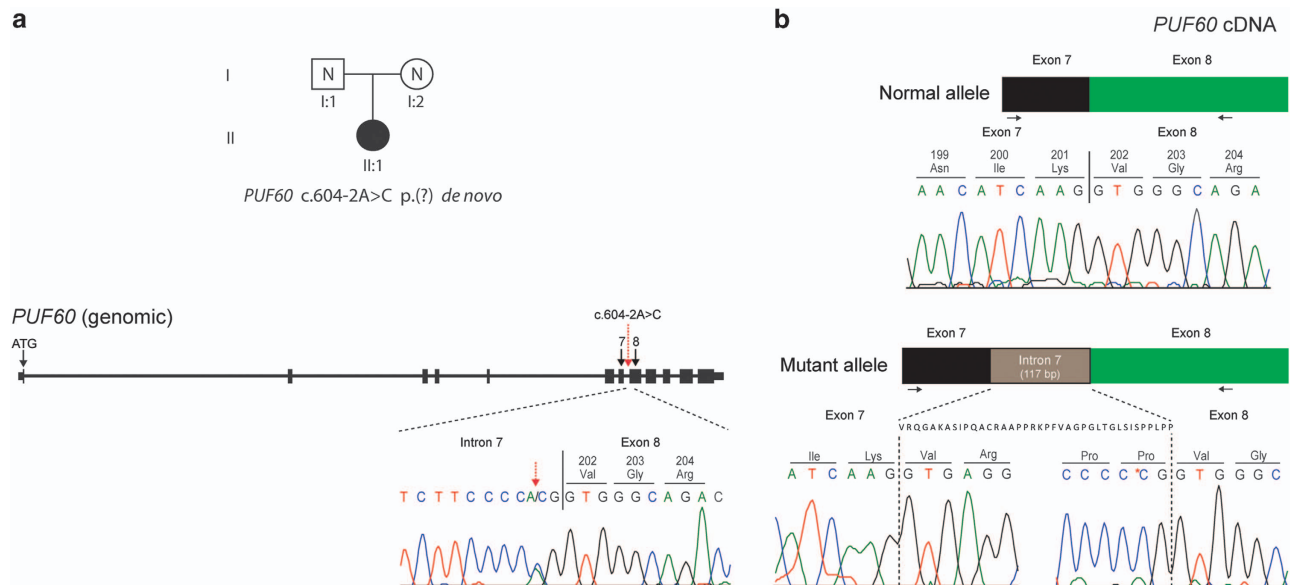 a
I
N
N
I:1
I:2
II
II:1
PUF60 c.604-2A>C p.(?) de novo
PUF60 (genomic)
ATG
c.604-2A>C
7 8
Intron 7
Exon 8
202 203 204
Val Gly Arg
T C T T C C C C A/C G G T G G G C A G A C
b
PUF60 cDNA
Exon 7
Exon 8
Normal allele
Exon 7
Exon 8
199 200 201 202 203 204
Asn Ile Lys Val Gly Arg
A A C A T C A A G G T G G G C A G A
Exon 7
Exon 8
Mutant allele
Intron 7
(117 bp)
Exon 7
Exon 8
VRQGAKASIPQACRAAPPRKPFVAGPGLTGLSISPPLPP
Ile Lys Val Arg
A T C A A G G T G A G G
Pro Pro Val Gly
C C C C *C G G T G G G C